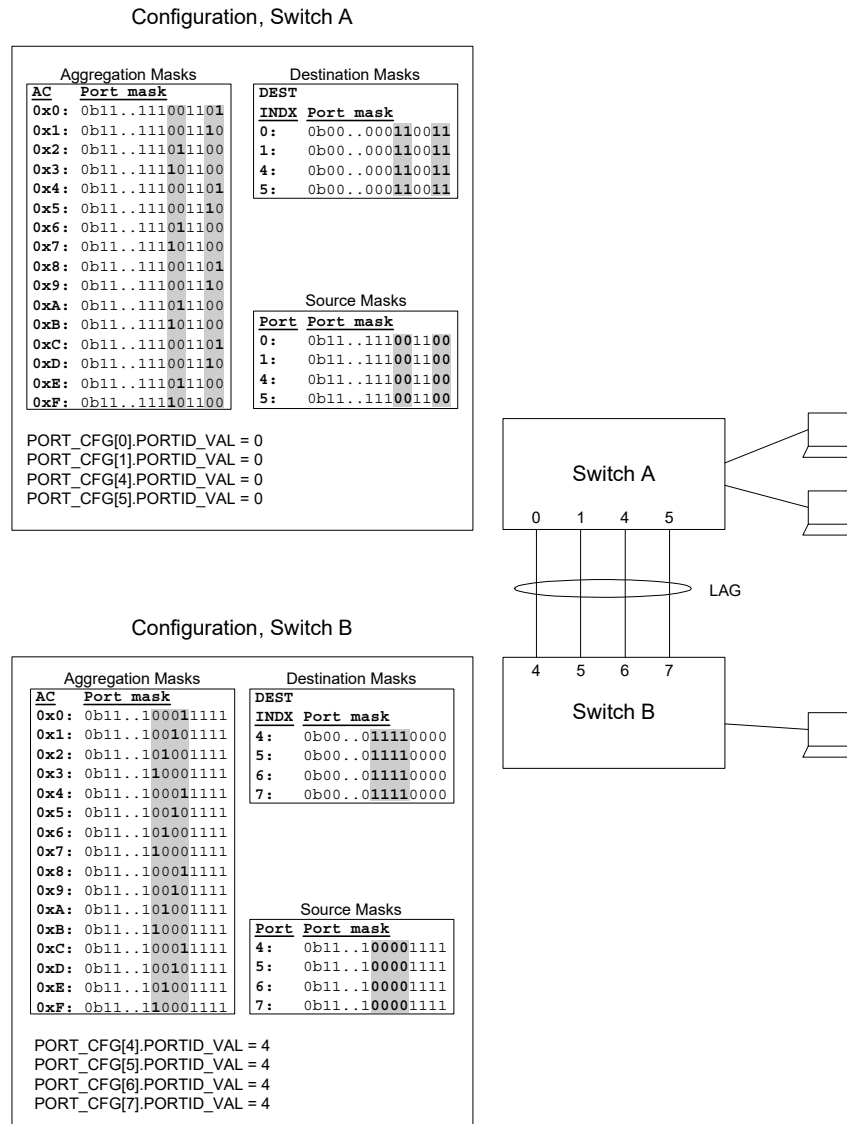 Configuration, Switch A
Aggregation Masks
AC Port mask
0x0: 0b11..111001101
0x1: 0b11..111001110
0x2: 0b11..111011100
0x3: 0b11..111101100
0x4: 0b11..111001101
0x5: 0b11..111001110
0x6: 0b11..111011100
0x7: 0b11..111101100
0x8: 0b11..111001101
0x9: 0b11..111001110
0xA: 0b11..111011100
0xB: 0b11..111101100
0xC: 0b11..111001101
0xD: 0b11..111001110
0xE: 0b11..111011100
0xF: 0b11..111101100
Destination Masks
DEST
INDX Port mask
0: 0b00..000110011
1: 0b00..000110011
4: 0b00..000110011
5: 0b00..000110011
Source Masks
Port Port mask
0: 0b11..111001100
1: 0b11..111001100
4: 0b11..111001100
5: 0b11..111001100
PORT_CFG[0].PORTID_VAL = 0
PORT_CFG[1].PORTID_VAL = 0
PORT_CFG[4].PORTID_VAL = 0
PORT_CFG[5].PORTID_VAL = 0
Switch A
0 1 4 5
LAG
4 5 6 7
Switch B
Configuration, Switch B
Aggregation Masks
AC Port mask
0x0: 0b11..100011111
0x1: 0b11..100101111
0x2: 0b11..101001111
0x3: 0b11..110001111
0x4: 0b11..100011111
0x5: 0b11..100101111
0x6: 0b11..101001111
0x7: 0b11..110001111
0x8: 0b11..100011111
0x9: 0b11..100101111
0xA: 0b11..101001111
0xB: 0b11..110001111
0xC: 0b11..100011111
0xD: 0b11..100101111
0xE: 0b11..101001111
0xF: 0b11..110001111
Destination Masks
DEST
INDX Port mask
4: 0b00..011110000
5: 0b00..011110000
6: 0b00..011110000
7: 0b00..011110000
Source Masks
Port Port mask
4: 0b11..100001111
5: 0b11..100001111
6: 0b11..100001111
7: 0b11..100001111
PORT_CFG[4].PORTID_VAL = 4
PORT_CFG[5].PORTID_VAL = 4
PORT_CFG[6].PORTID_VAL = 4
PORT_CFG[7].PORTID_VAL = 4